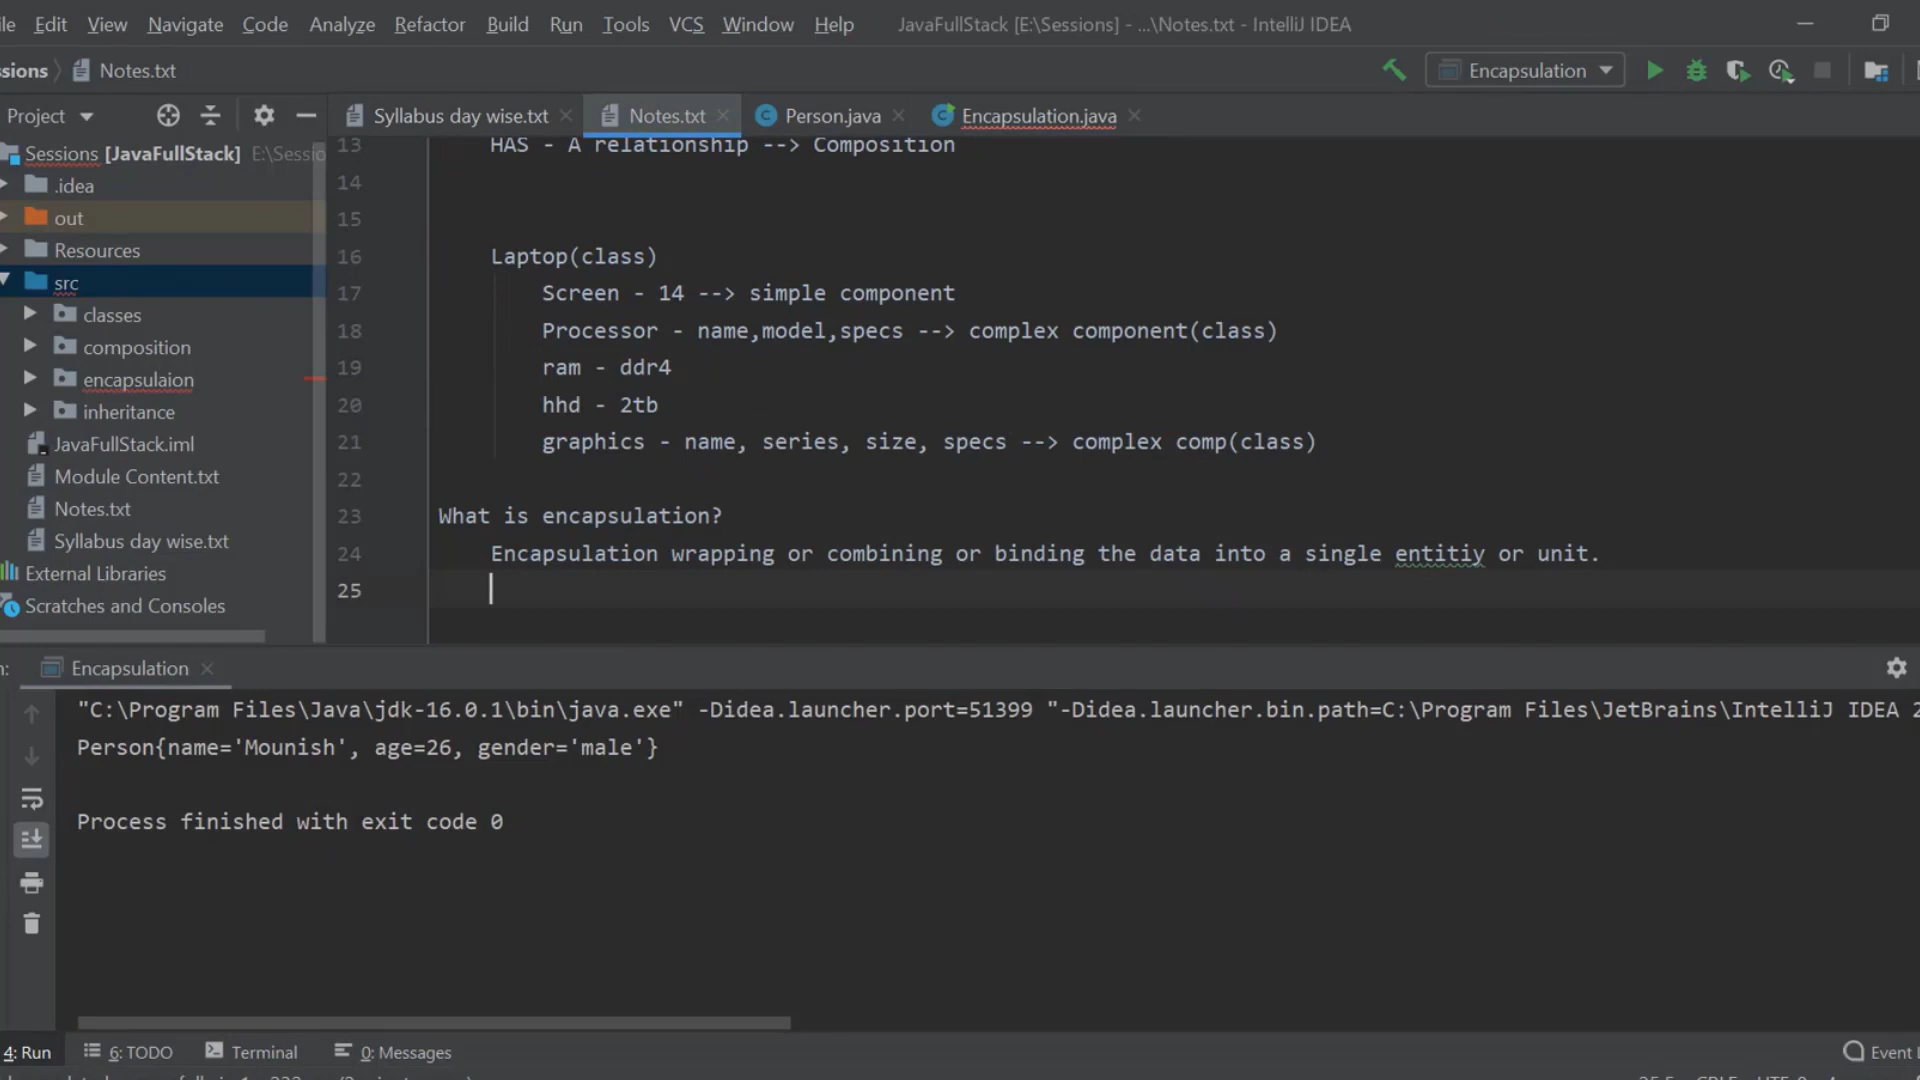 Edit View Navigate Code Analyze Refactor Build Run Tools VCS Window Help JavaFullStack [E:\Sessions] - ...\Notes.txt - IntelliJ IDEA
Notes.txt
Encapsulation
Project
Syllabus day wise.txt
Notes.txt
Person.java
Encapsulation.java
Sessions [JavaFullStack]
.idea
out
Resources
src
classes
composition
encapsulaion
inheritance
JavaFullStack.iml
Module Content.txt
Notes.txt
Syllabus day wise.txt
External Libraries
Scratches and Consoles
13 HAS - A relationship --> Composition
14
15
16 Laptop(class)
17 Screen - 14 --> simple component
18 Processor - name,model,specs --> complex component(class)
19 ram - ddr4
20 hhd - 2tb
21 graphics - name, series, size, specs --> complex comp(class)
22
23 What is encapsulation?
24 Encapsulation wrapping or combining or binding the data into a single entitiy or unit.
25
Encapsulation
"C:\Program Files\Java\jdk-16.0.1\bin\java.exe" -Didea.launcher.port=51399 "-Didea.launcher.bin.path=C:\Program Files\JetBrains\IntelliJ IDEA 2
Person{name='Mounish', age=26, gender='male'}
Process finished with exit code 0
4: Run
6: TODO
Terminal
0: Messages
Event